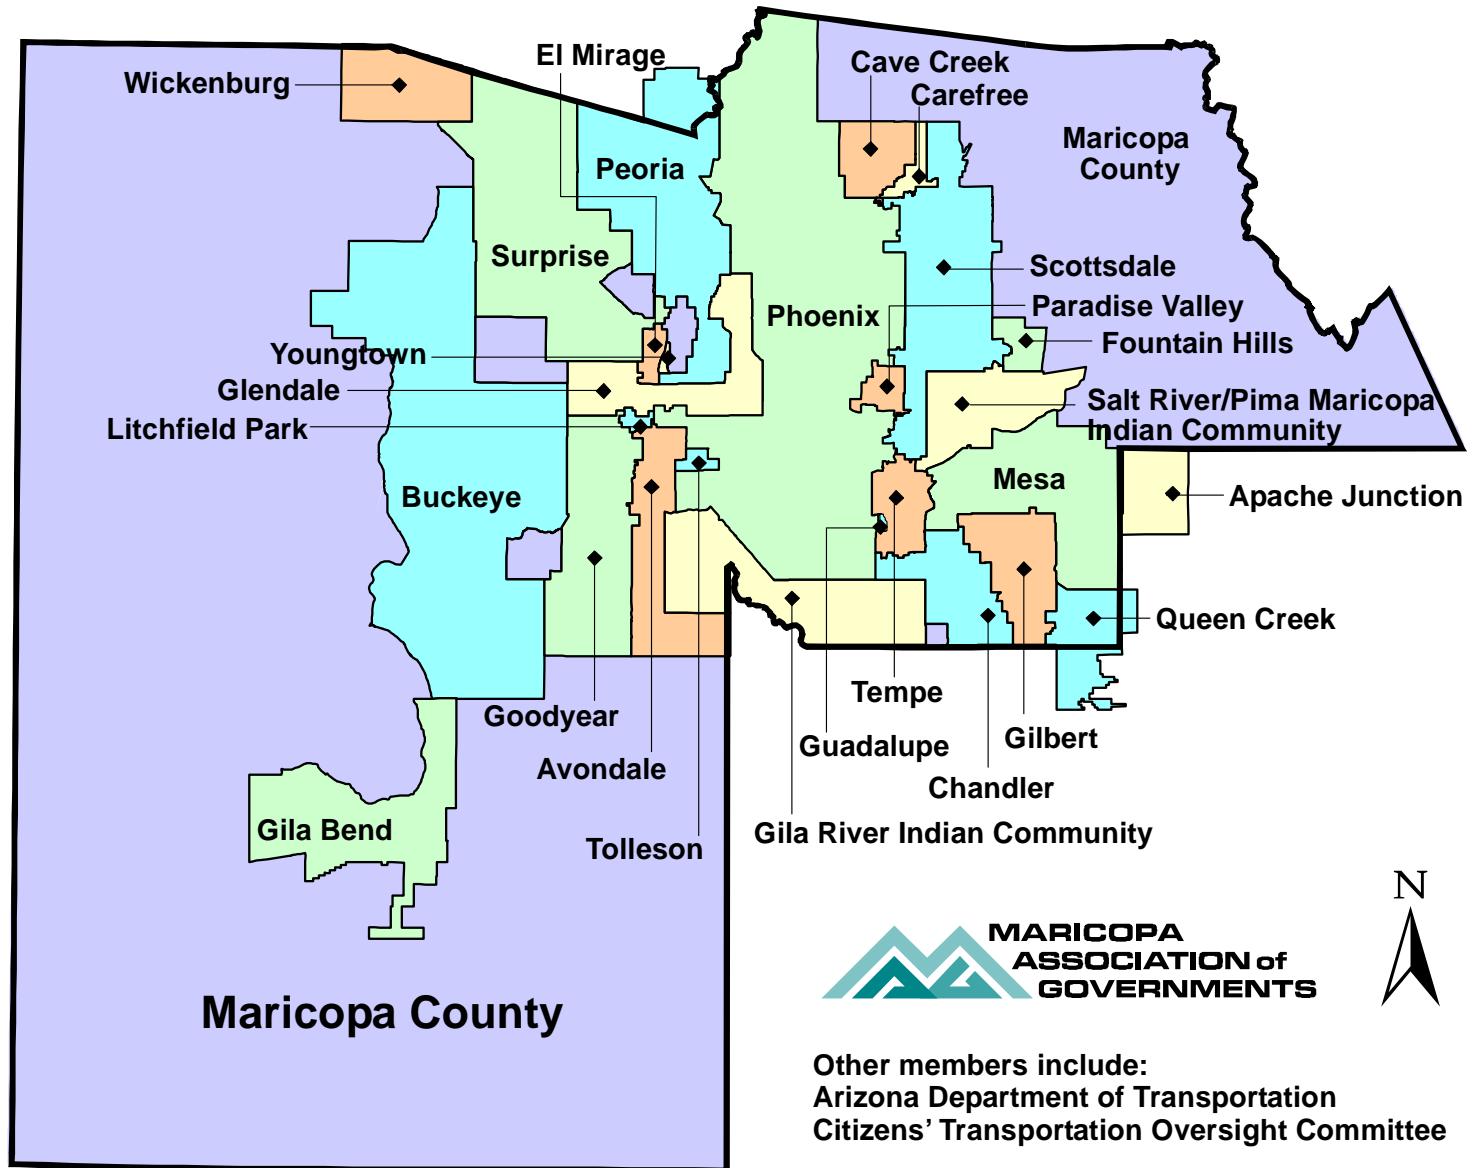 El Mirage
Wickenburg
Cave Creek
Carefree
Maricopa
County
Peoria
Surprise
Scottsdale
Paradise Valley
Phoenix
Fountain Hills
Youngtown
Glendale
Salt River/Pima Maricopa
Indian Community
Litchfield Park
Mesa
Buckeye
Apache Junction
Queen Creek
Tempe
Goodyear
Guadalupe
Gilbert
Avondale
Chandler
Gila Bend
Gila River Indian Community
Tolleson
N
MARICOPA
ASSOCIATION of
GOVERNMENTS
Maricopa County
Other members include:
Arizona Department of Transportation
Citizens’ Transportation Oversight Committee